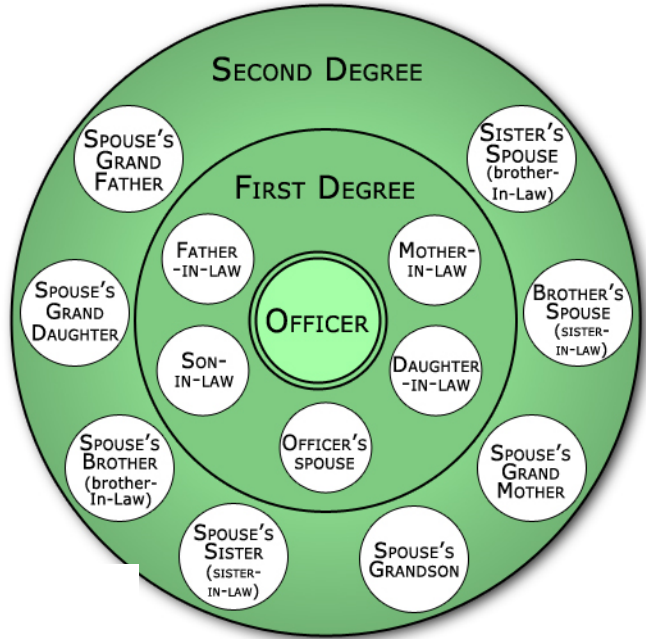 SECOND DEGREE
SPOUSE'S
GRAND
FATHER
SISTER'S
SPOUSE
(brother-
In-Law)
FIRST DEGREE
FATHER
-IN-LAW
MOTHER-
IN-LAW
SPOUSE'S
GRAND
DAUGHTER
OFFICER
BROTHER'S
SPOUSE
(SISTER-
IN-LAW)
SON-
IN-LAW
DAUGHTER
-IN-LAW
SPOUSE'S
BROTHER
(brother-
In-Law)
OFFICER'S
SPOUSE
SPOUSE'S
GRAND
MOTHER
SPOUSE'S
SISTER
(SISTER-
IN-LAW)
SPOUSE'S
GRANDSON